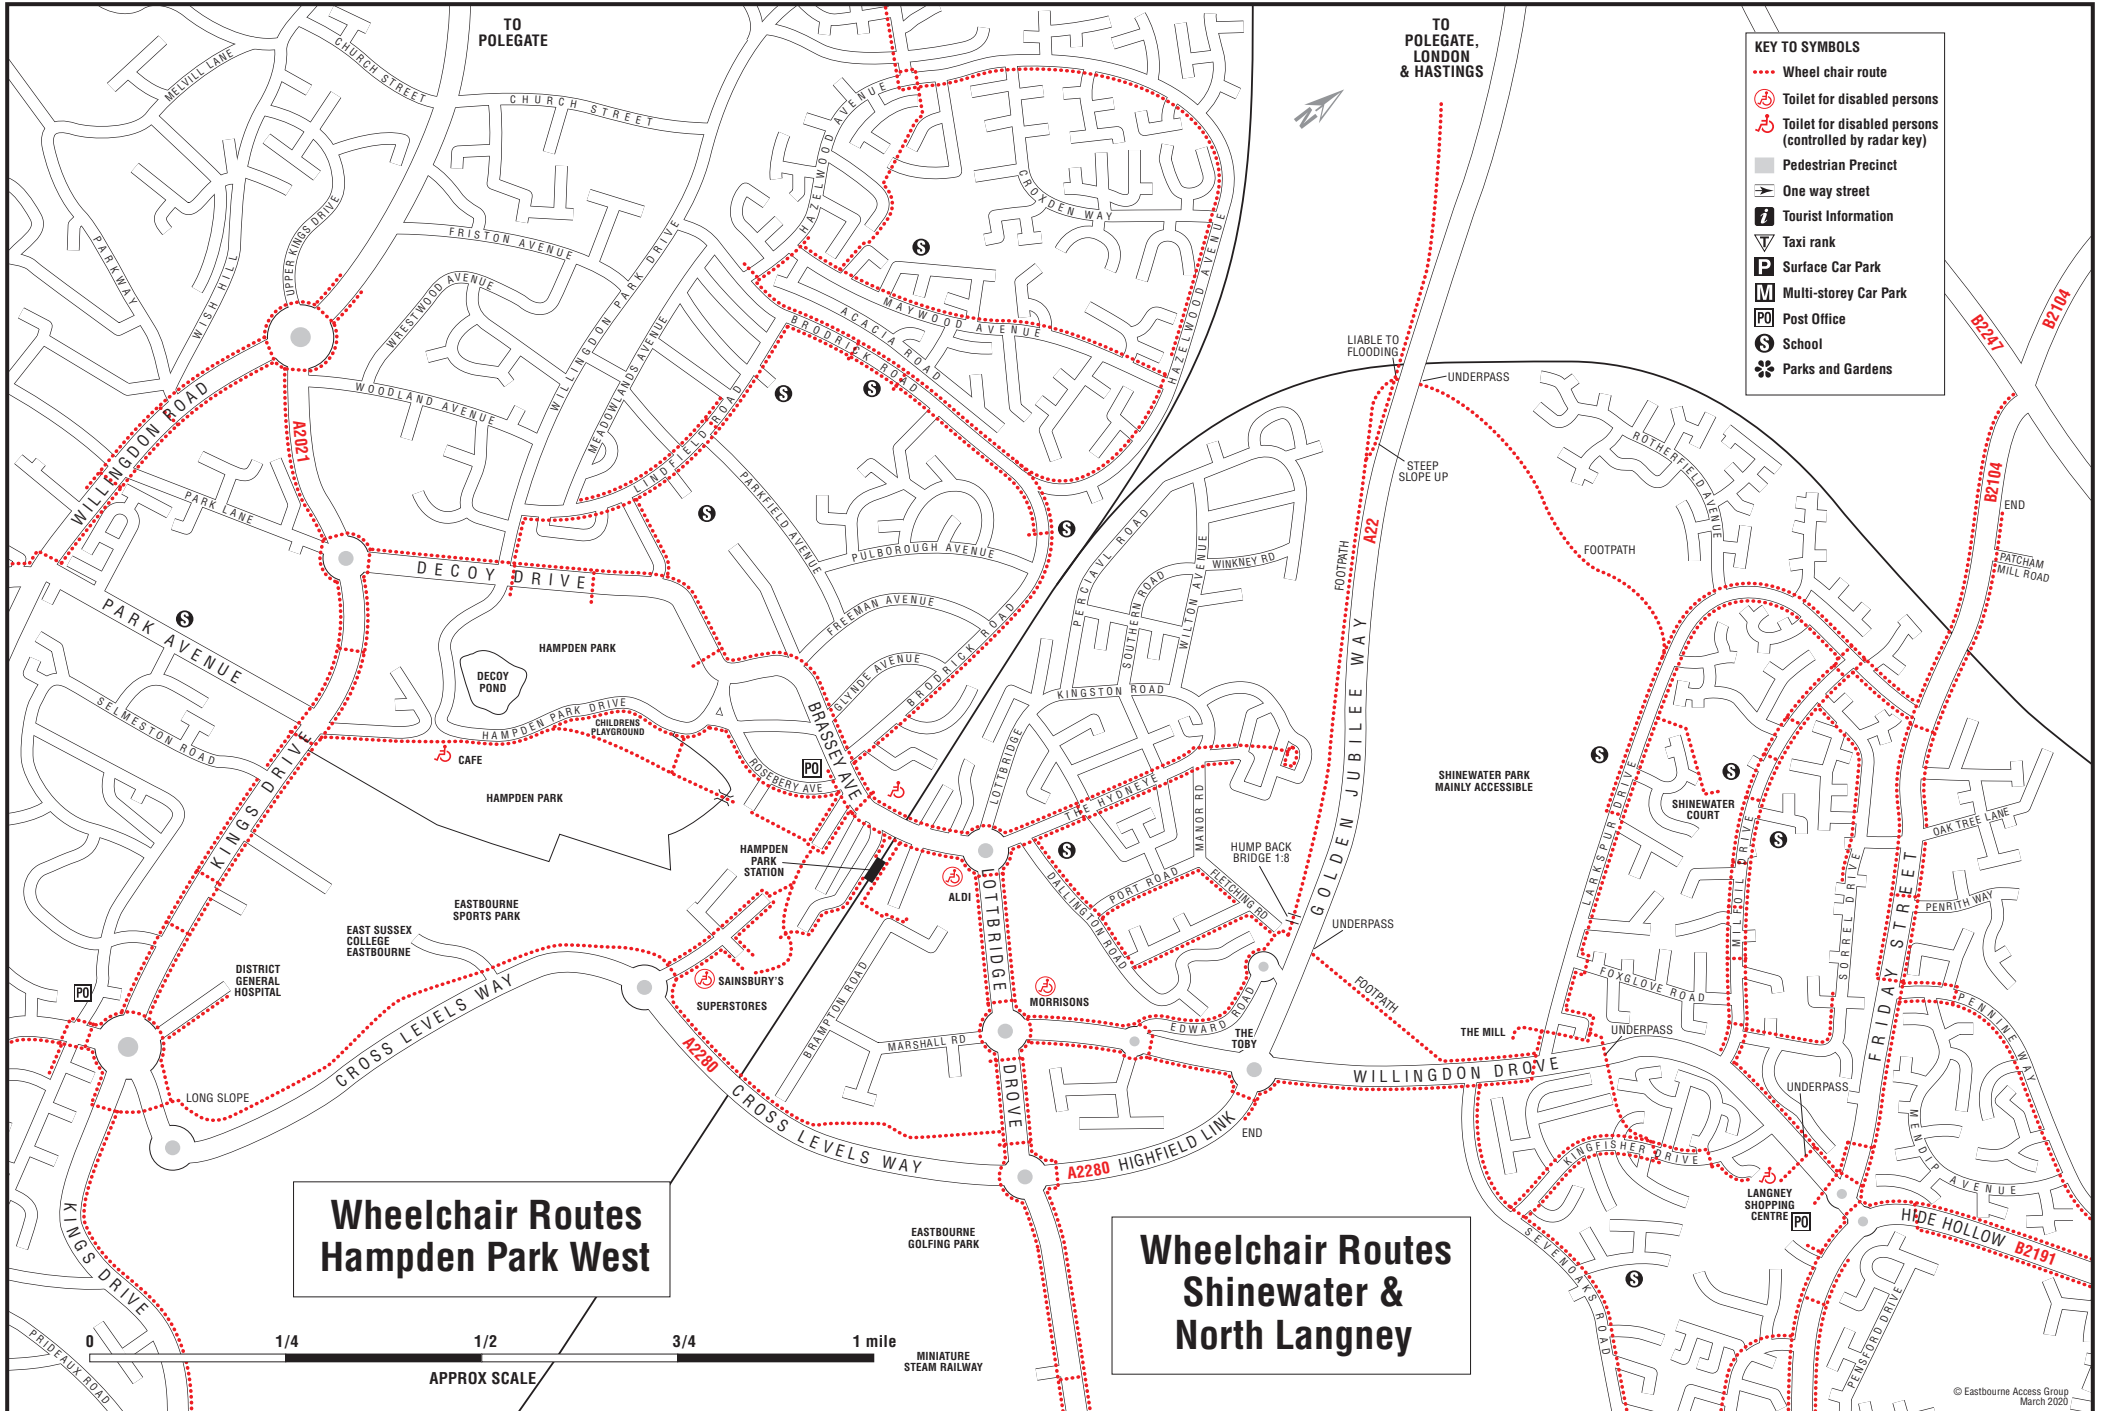 TO
POLEGATE
TO
POLEGATE,
LONDON
& HASTINGS
N
KEY TO SYMBOLS
Wheel chair route
Toilet for disabled persons
Toilet for disabled persons
(controlled by radar key)
Pedestrian Precinct
One way street
i Tourist Information
T Taxi rank
P Surface Car Park
M Multi-storey Car Park
PO Post Office
S School
Parks and Gardens
MELVILL LANE
CHURCH STREET
CHURCH STREET
HAZELWOOD AVENUE
CROXDEN WAY
PARKWAY
WISH HILL
UPPER KINGS DRIVE
FRISTON AVENUE
WRESTWOOD AVENUE
WILLINGDON PARK DRIVE
MEADOWLANDS AVENUE
S
MAYWOOD AVENUE
ACACIA ROAD
BRODRICK ROAD
HAZELWOOD AVENUE
B2247
B2104
LIABLE TO
FLOODING
UNDERPASS
WOODLAND AVENUE
LINDFIELD ROAD
S
S
WILLINGDON ROAD
A2021
PARK LANE
PARKFIELD AVENUE
S
S
PULBOROUGH AVENUE
STEEP
SLOPE UP
ROTHERFIELD AVENUE
B2104
END
A22
FOOTPATH
FOOTPATH
PATCHAM
MILL ROAD
PERCIAVL ROAD
SOUTHERN ROAD
WILTON AVENUE
WINKNEY RD
DECOY DRIVE
PARK AVENUE
S
FREEMAN AVENUE
HAMPDEN PARK
DECOY
POND
GLYNDE AVENUE
BRODRICK ROAD
KINGSTON ROAD
SELMESTON ROAD
HAMPDEN PARK DRIVE
CHILDRENS
PLAYGROUND
BRASSEY AVE
CAFE
ROSEBERY AVE
PO
LOTTBRIDGE
THE HYDNEYE
MANOR RD
GOLDEN JUBILEE WAY
SHINEWATER PARK
MAINLY ACCESSIBLE
S
S
SHINEWATER
COURT
S
OAK TREE LANE
KINGS DRIVE
HAMPDEN PARK
HAMPDEN
PARK
STATION
S
HUMP BACK
BRIDGE 1:8
LARKSPUR DRIVE
MILFOIL DRIVE
SORREL DRIVE
FRIDAY STREET
PENRITH WAY
EASTBOURNE
SPORTS PARK
EAST SUSSEX
COLLEGE
EASTBOURNE
ALDI
LOTTBRIDGE
DROVE
DALLINGTON ROAD
PORT ROAD
FLETCHING RD
UNDERPASS
DISTRICT
GENERAL
HOSPITAL
PO
SAINSBURY'S
SUPERSTORES
MORRISONS
FOOTPATH
FOXGLOVE ROAD
PENNINE WAY
CROSS LEVELS WAY
BRAMPTON ROAD
MARSHALL RD
EDWARD ROAD
THE
TOBY
THE MILL
UNDERPASS
A2280
CROSS LEVELS WAY
WILLINGDON DROVE
UNDERPASS
LONG SLOPE
END
A2280 HIGHFIELD LINK
KINGFISHER DRIVE
MENDIP
AVENUE
LANGNEY
SHOPPING
CENTRE
PO
HIDE HOLLOW
B2191
KINGS DRIVE
EASTBOURNE
GOLFING PARK
SEVENOAKS ROAD
S
PENSFORD DRIVE
Wheelchair Routes
Hampden Park West
Wheelchair Routes
Shinewater &
North Langney
PRIDEAUX ROAD
0 1/4 1/2 3/4 1 mile
APPROX SCALE
MINIATURE
STEAM RAILWAY
© Eastbourne Access Group
March 2020